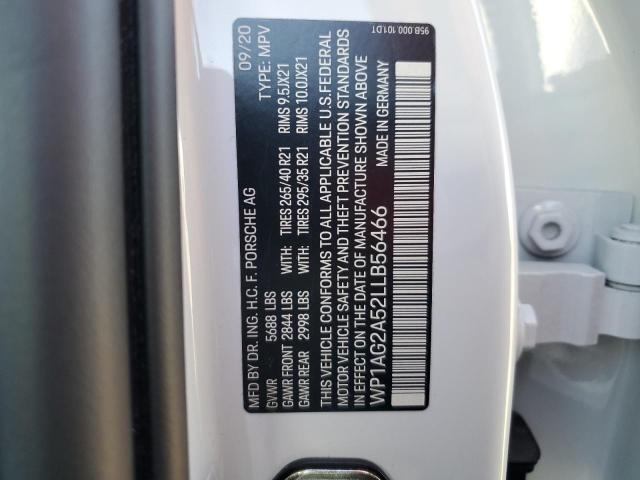 MFD BY DR. ING. H.C. F. PORSCHE AG 09/20
GVWR 5688 LBS TYPE: MPV
GAWR FRONT 2844 LBS WITH: TIRES 265/40 R21 RIMS 9.5JX21
GAWR REAR 2998 LBS WITH: TIRES 295/35 R21 RIMS 10.0JX21
THIS VEHICLE CONFORMS TO ALL APPLICABLE U.S.FEDERAL
MOTOR VEHICLE SAFETY AND THEFT PREVENTION STANDARDS
IN EFFECT ON THE DATE OF MANUFACTURE SHOWN ABOVE
WP1AG2A52LLB56466 MADE IN GERMANY
95B.000.101.DT